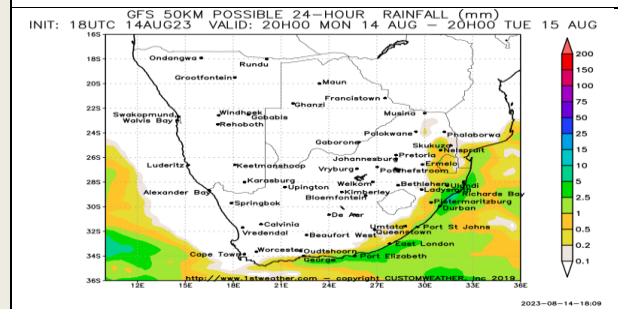 GFS 50KM POSSIBLE 24-HOUR RAINFALL (mm)
INIT: 18UTC 14AUG23 VALID: 20H00 MON 14 AUG - 20H00 TUE 15 AUG
16S
Ondangwa
Rundu
18S
Grootfontein
Maun
20S
Francistown
Ghanzi
22S
Windhoek
Gobabis
Musina
Swakopmund
Walvis Bay
Rehoboth
24S
Polokwane
Phalaborwa
Gaborone
Skukuza
Nelspruit
26S
Johannesburg
Pretoria
Luderitz
Keetmanshoop
Vryburg
Ermelo
28S
Karasburg
Welkom
Bethlehem
Ulundi
Alexander Bay
Upington
Kimberley
Ladysmith
Richards Bay
Bloemfontein
Pietermaritzburg
30S
Springbok
Durban
De Aar
Calvinia
Umtata
Port St Johns
32S
Vredendal
Beaufort West
Queenstown
East London
34S
Cape Town
Worcester
Oudtshoorn
George
Port Elizabeth
36S
http://www.1stweather.com - copyright CUSTOMWEATHER, Inc 2019
12E 15E 18E 21E 24E 27E 30E 33E 36E
200
150
100
75
50
25
15
10
5
2.5
1
0.5
0.2
0.1
2023-08-14-18:09